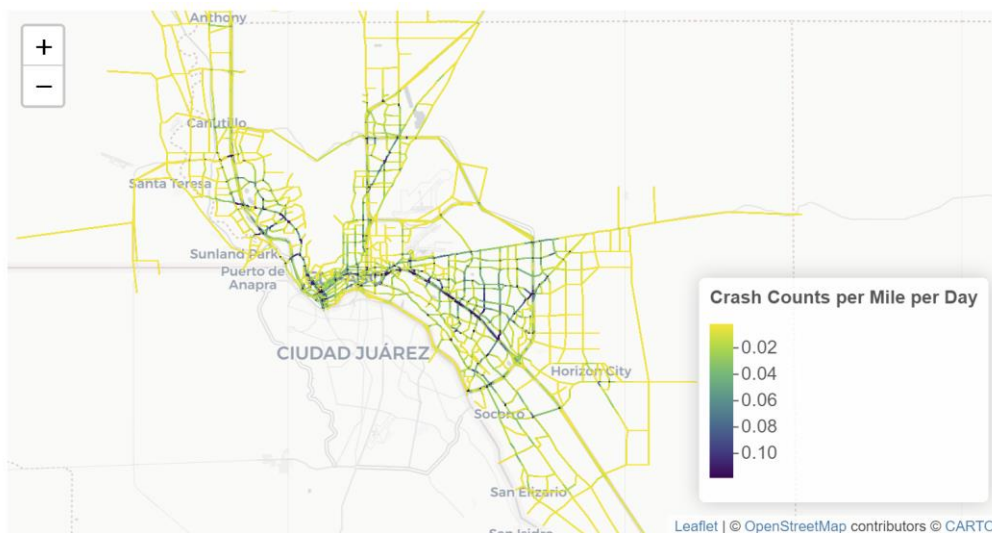 Anthony
+
−
Canutillo
Santa Teresa
Sunland Park
Puerto de
Anapra
CIUDAD JUÁREZ
Horizon City
Socorro
San Elizario
Crash Counts per Mile per Day
0.02
0.04
0.06
0.08
0.10
Leaflet | © OpenStreetMap contributors © CARTO